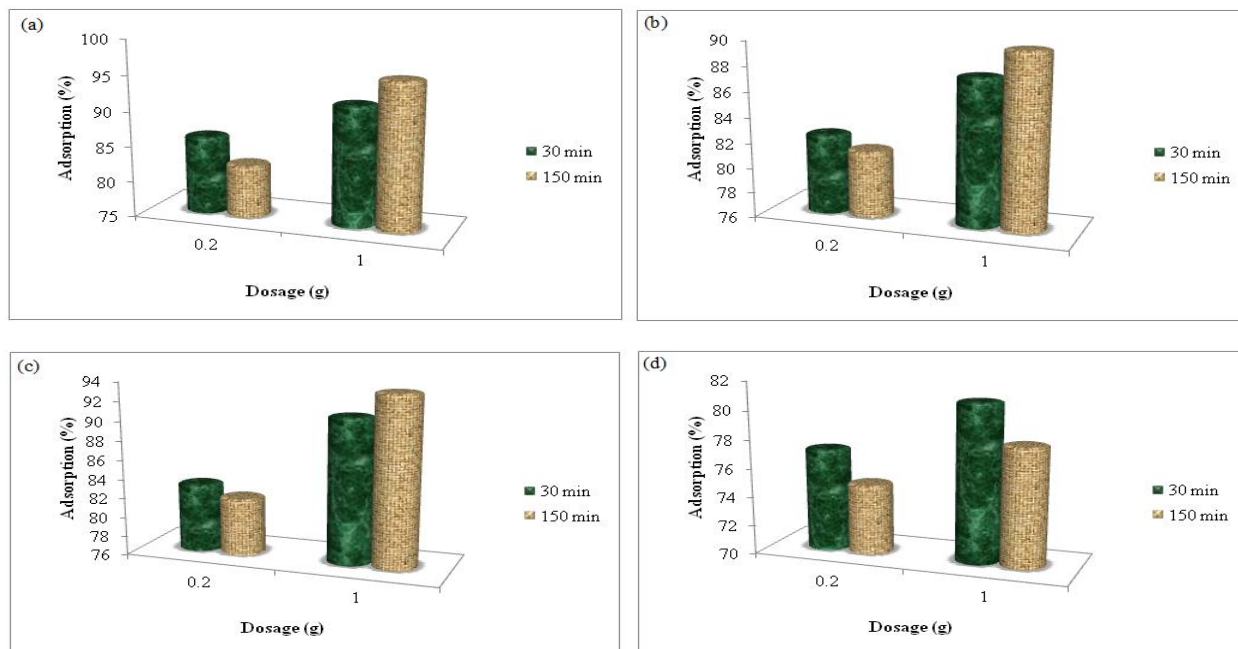 (a)
100
95
90
85
80
75
Adsorption (%)
0.2
1
Dosage (g)
30 min
150 min
(b)
90
88
86
84
82
80
78
76
Adsorption (%)
0.2
1
Dosage (g)
30 min
150 min
(c)
94
92
90
88
86
84
82
80
78
76
Adsorption (%)
0.2
1
Dosage (g)
30 min
150 min
(d)
82
80
78
76
74
72
70
Adsorption (%)
0.2
1
Dosage (g)
30 min
150 min